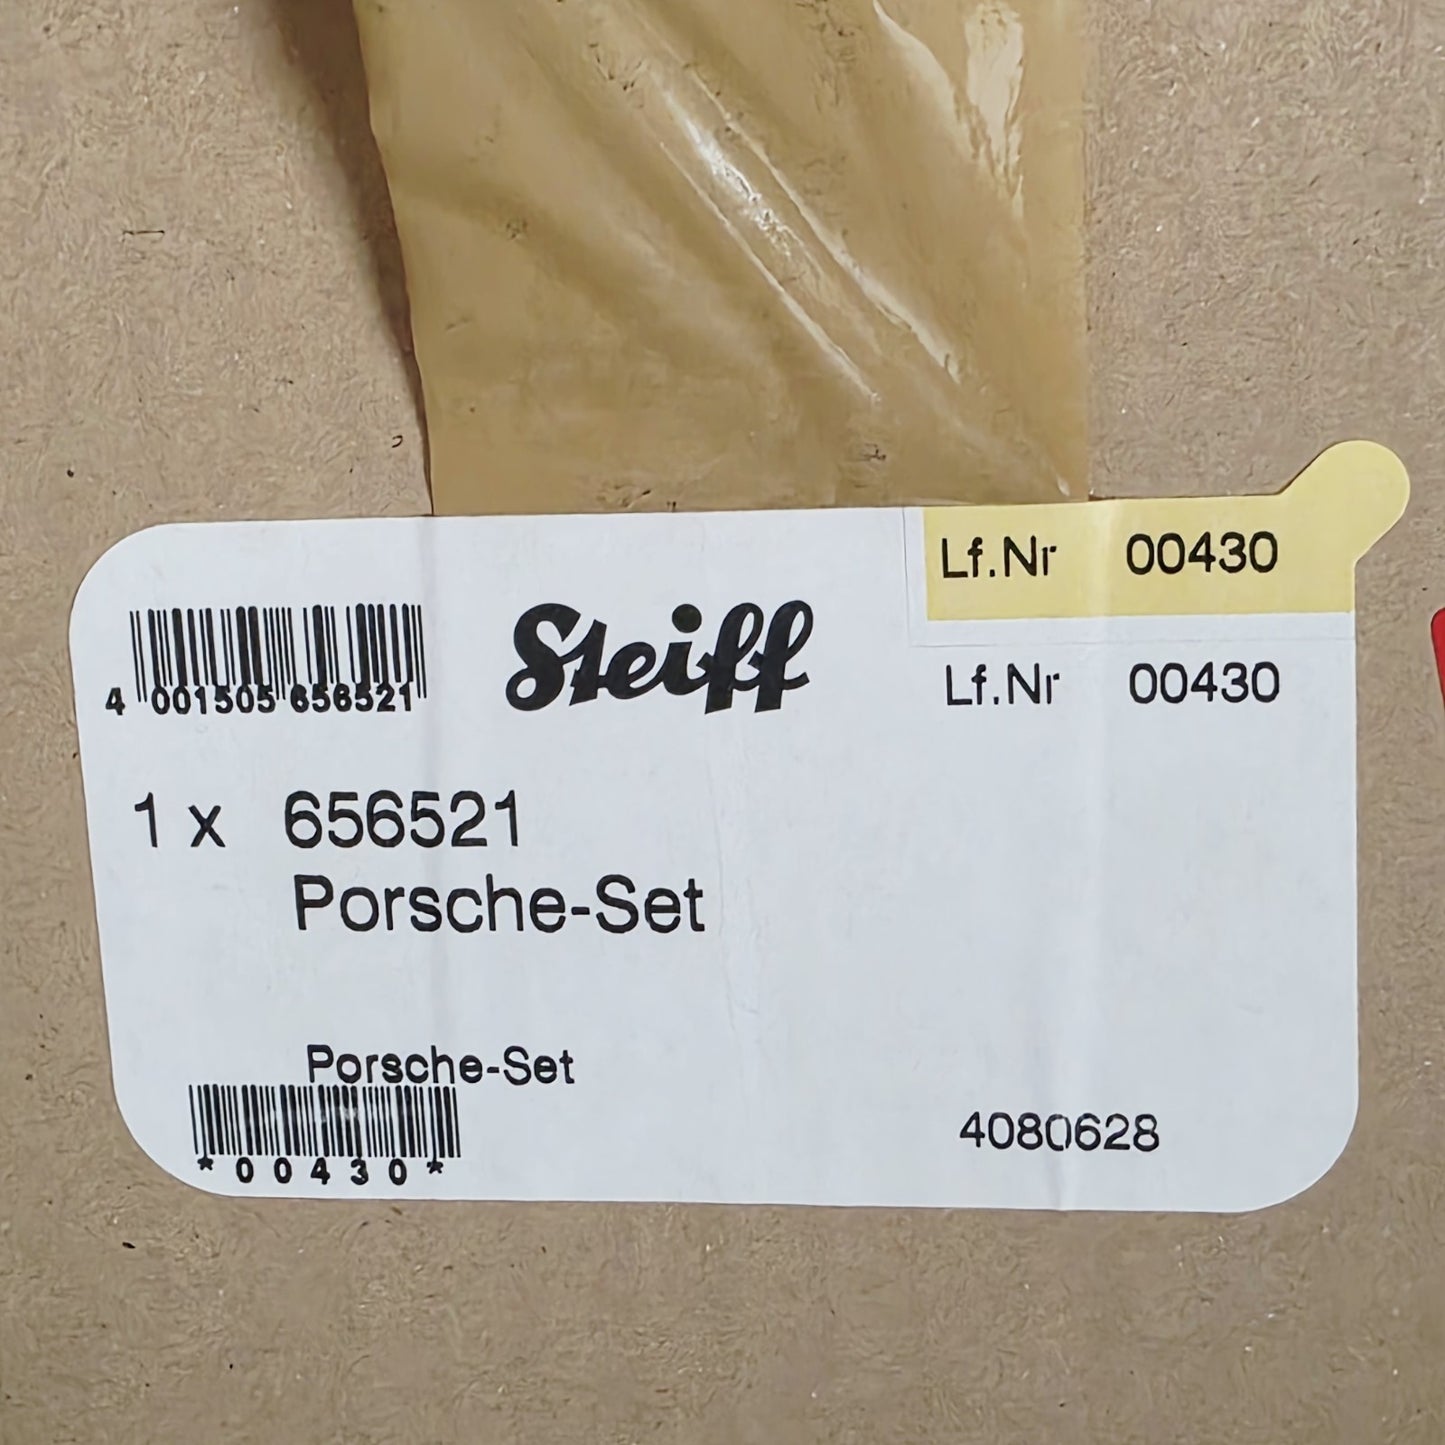 Lf.Nr 00430
4 001505 656521
Steiff
Lf.Nr 00430
1 x 656521
Porsche-Set
Porsche-Set
*00430*
4080628